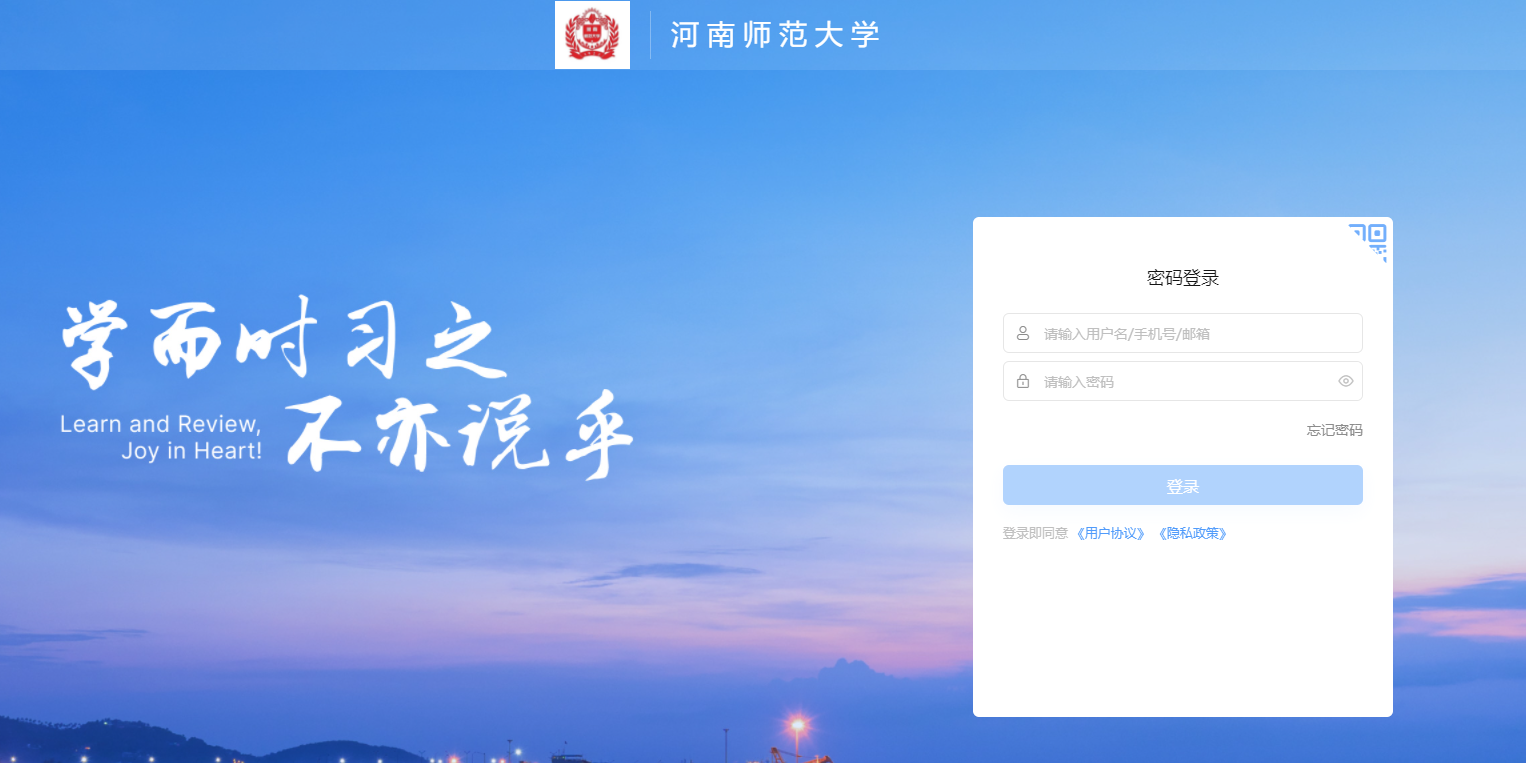 河南师范大学
学而时习之
Learn and Review,
Joy in Heart!
不亦说乎
密码登录
请输入用户名/手机号/邮箱
请输入密码
忘记密码
登录
登录即同意 《用户协议》 《隐私政策》